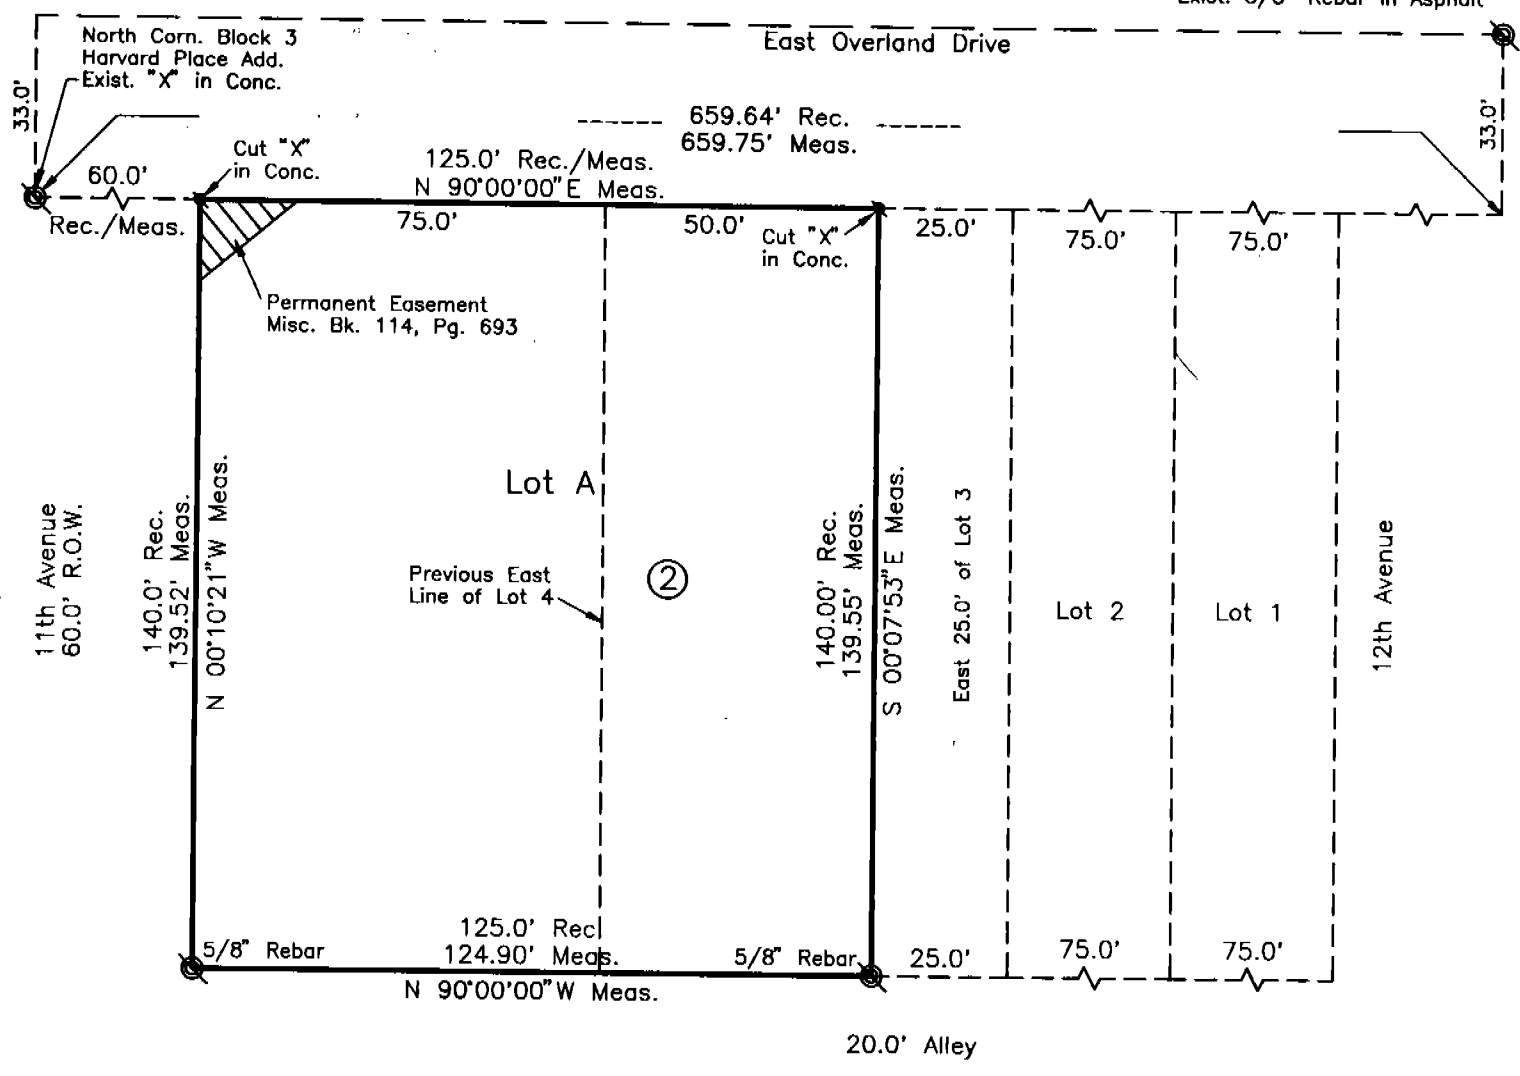 Exist. 5/8" Rebar in Asphalt
East Overland Drive
North Corn. Block 3
Harvard Place Add.
Exist. "X" in Conc.
33.0'
33.0'
659.64' Rec.
659.75' Meas.
Cut "X"
in Conc.
125.0' Rec./Meas.
N 90°00'00"E Meas.
60.0'
Rec./Meas.
75.0'
50.0'
Cut "X"
in Conc.
25.0'
75.0'
75.0'
Permanent Easement
Misc. Bk. 114, Pg. 693
Lot A
Previous East
Line of Lot 4
2
11th Avenue
60.0' R.O.W.
140.0' Rec.
139.52' Meas.
N 00°10'21"W Meas.
140.00' Rec.
139.55' Meas.
S 00°07'53"E Meas.
East 25.0' of Lot 3
Lot 2
Lot 1
12th Avenue
5/8" Rebar
125.0' Rec
124.90' Meas.
5/8" Rebar
25.0'
75.0'
75.0'
N 90°00'00"W Meas.
20.0' Alley